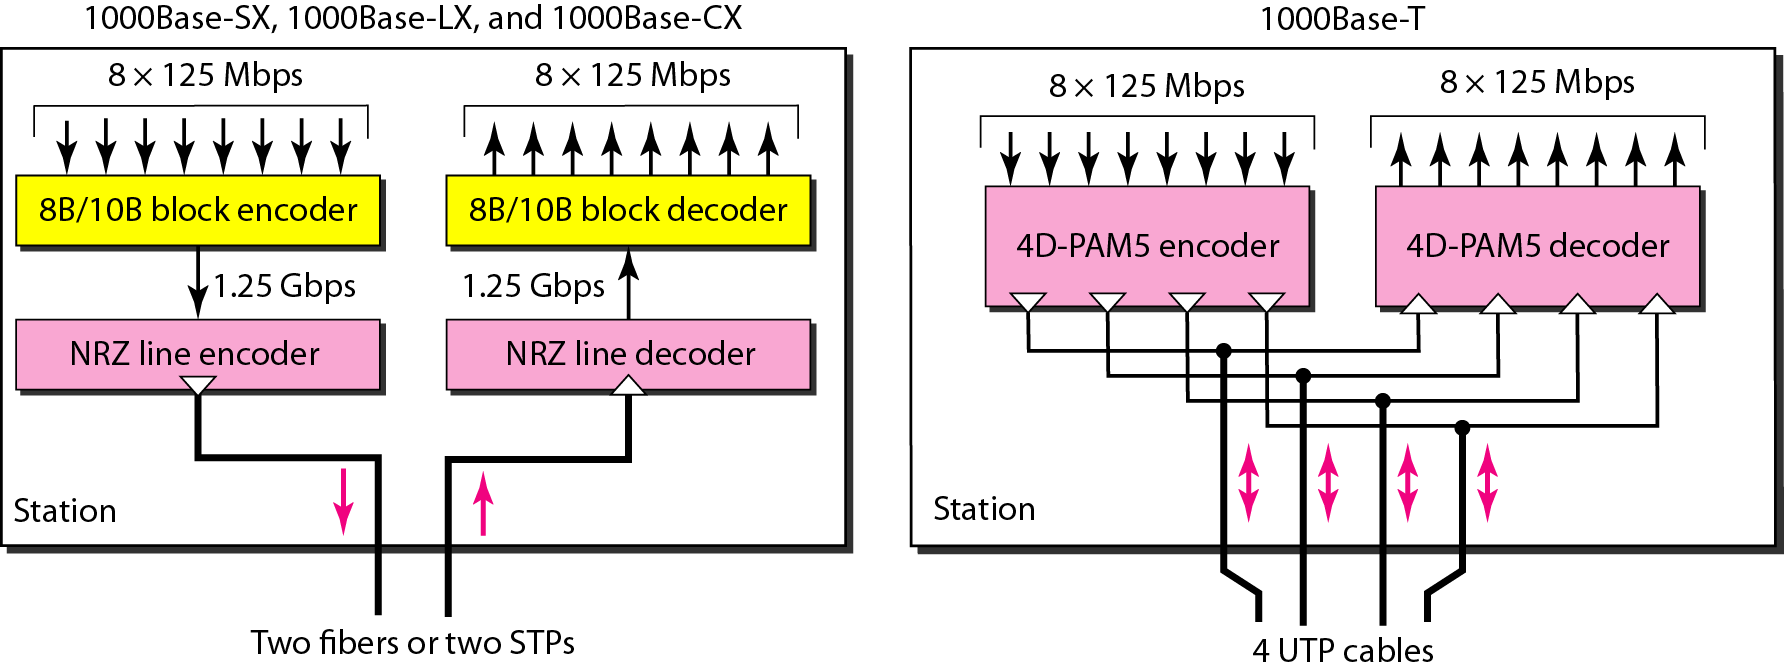 1000Base-SX, 1000Base-LX, and 1000Base-CX
8 × 125 Mbps
8 × 125 Mbps
8B/10B block encoder
8B/10B block decoder
1.25 Gbps
1.25 Gbps
NRZ line encoder
NRZ line decoder
Station
Two fibers or two STPs
1000Base-T
8 × 125 Mbps
8 × 125 Mbps
4D-PAM5 encoder
4D-PAM5 decoder
Station
4 UTP cables